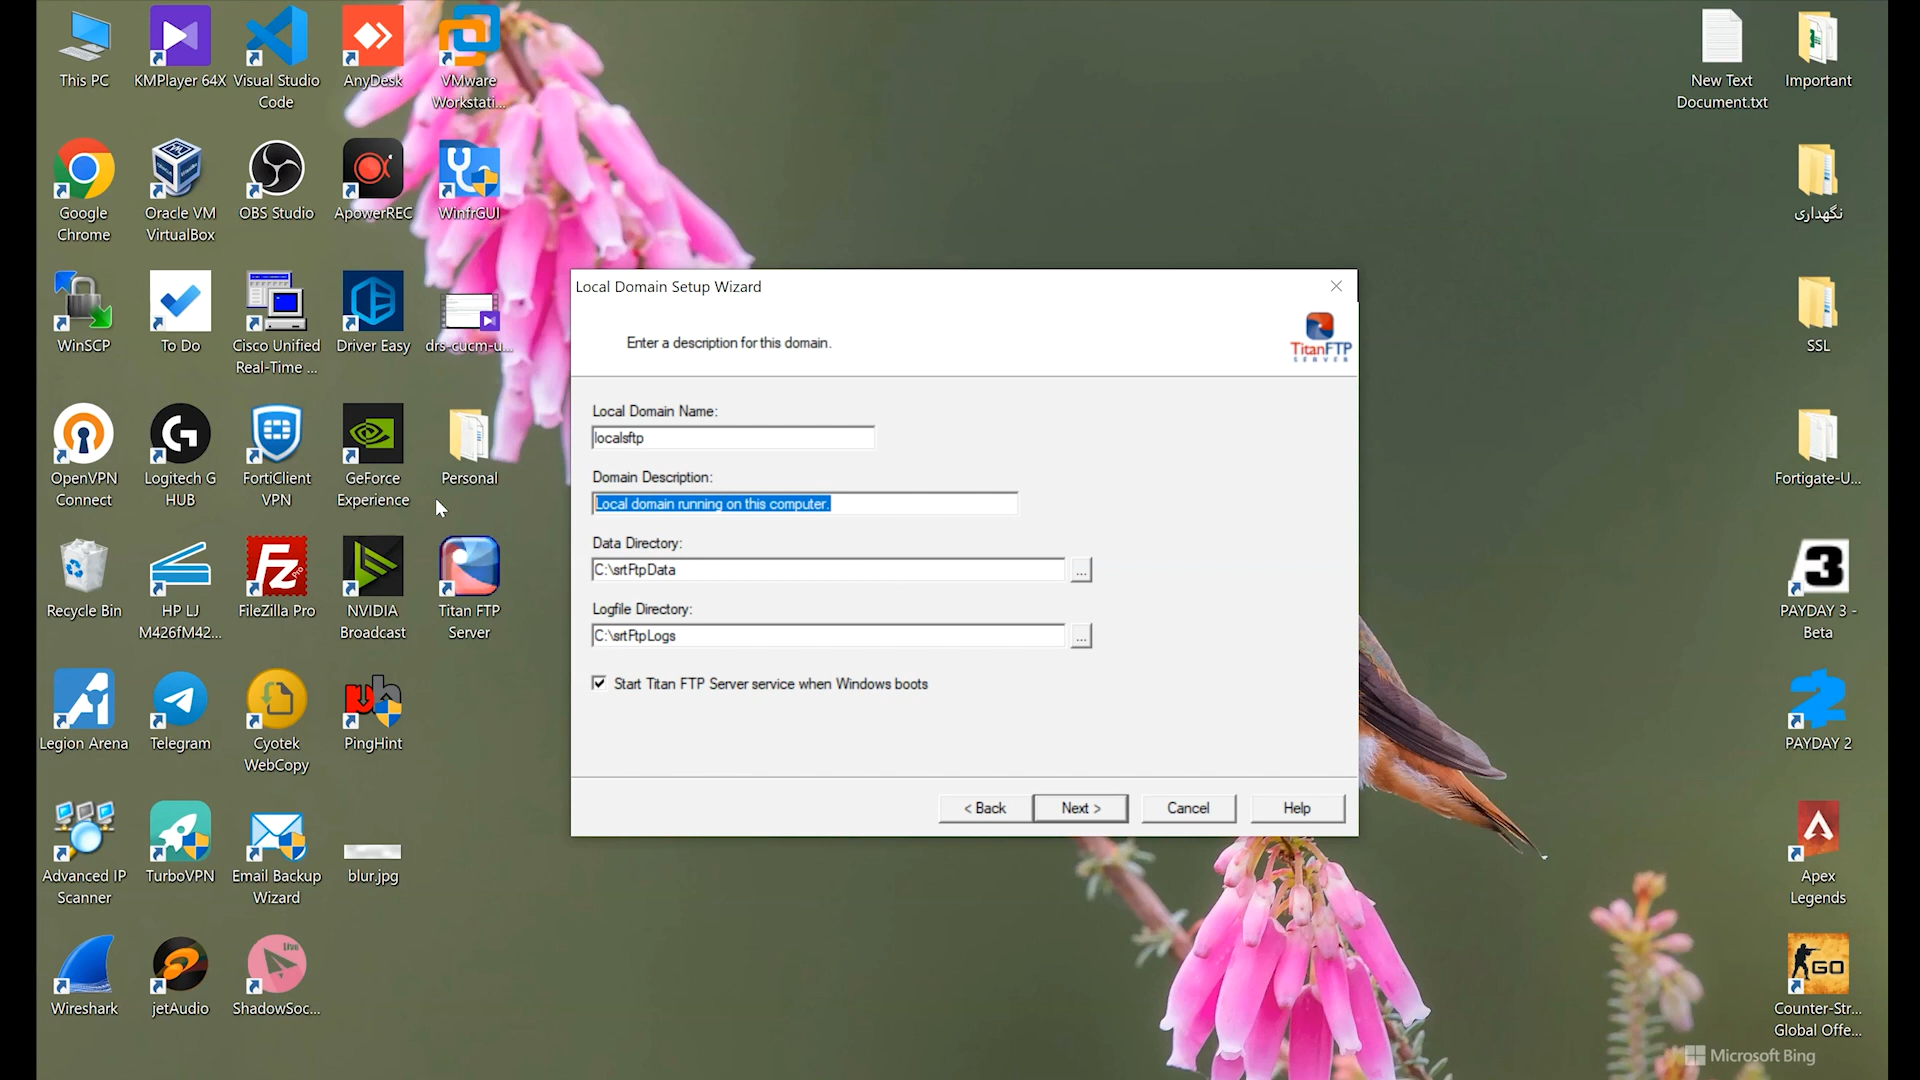 This PC
KMPlayer 64X
Visual Studio
Code
AnyDesk
VMware
Workstati...
New Text
Document.txt
Important
Google
Chrome
Oracle VM
VirtualBox
OBS Studio
ApowerREC
WinfrGUI
نگهداری
WinSCP
To Do
Cisco Unified
Real-Time ...
Driver Easy
drs-cucm-u...
SSL
OpenVPN
Connect
Logitech G
HUB
FortiClient
VPN
GeForce
Experience
Personal
Fortigate-U...
Recycle Bin
HP LJ
M426fM42...
FileZilla Pro
NVIDIA
Broadcast
Titan FTP
Server
PAYDAY 3 -
Beta
Legion Arena
Telegram
Cyotek
WebCopy
PingHint
PAYDAY 2
Advanced IP
Scanner
TurboVPN
Email Backup
Wizard
blur.jpg
Apex
Legends
Wireshark
jetAudio
Live
ShadowSoc...
GO
Counter-Str...
Global Offe...
Local Domain Setup Wizard
Enter a description for this domain.
TitanFTP
SERVER
Local Domain Name:
localsftp
Domain Description:
Local domain running on this computer.
Data Directory:
C:\srtFtpData
...
Logfile Directory:
C:\srtFtpLogs
...
Start Titan FTP Server service when Windows boots
< Back
Next >
Cancel
Help
Microsoft Bing